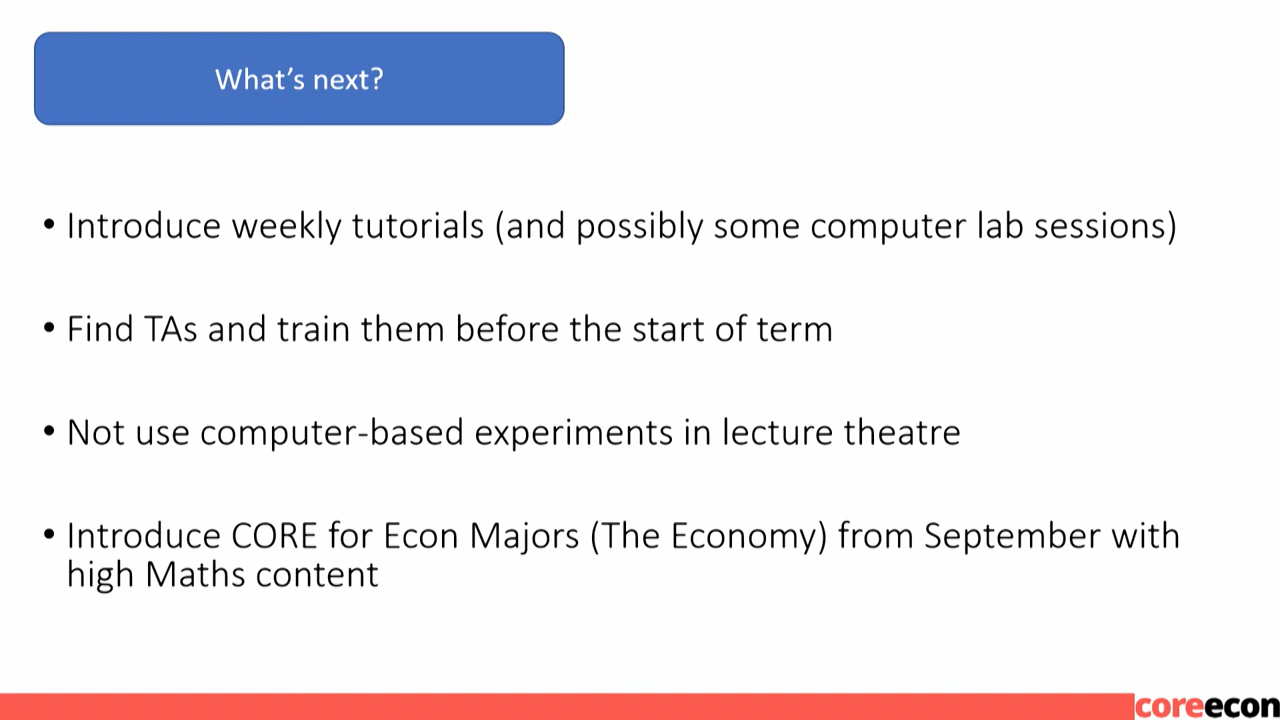 What’s next?
• Introduce weekly tutorials (and possibly some computer lab sessions)
• Find TAs and train them before the start of term
• Not use computer-based experiments in lecture theatre
• Introduce CORE for Econ Majors (The Economy) from September with
high Maths content
coreecon